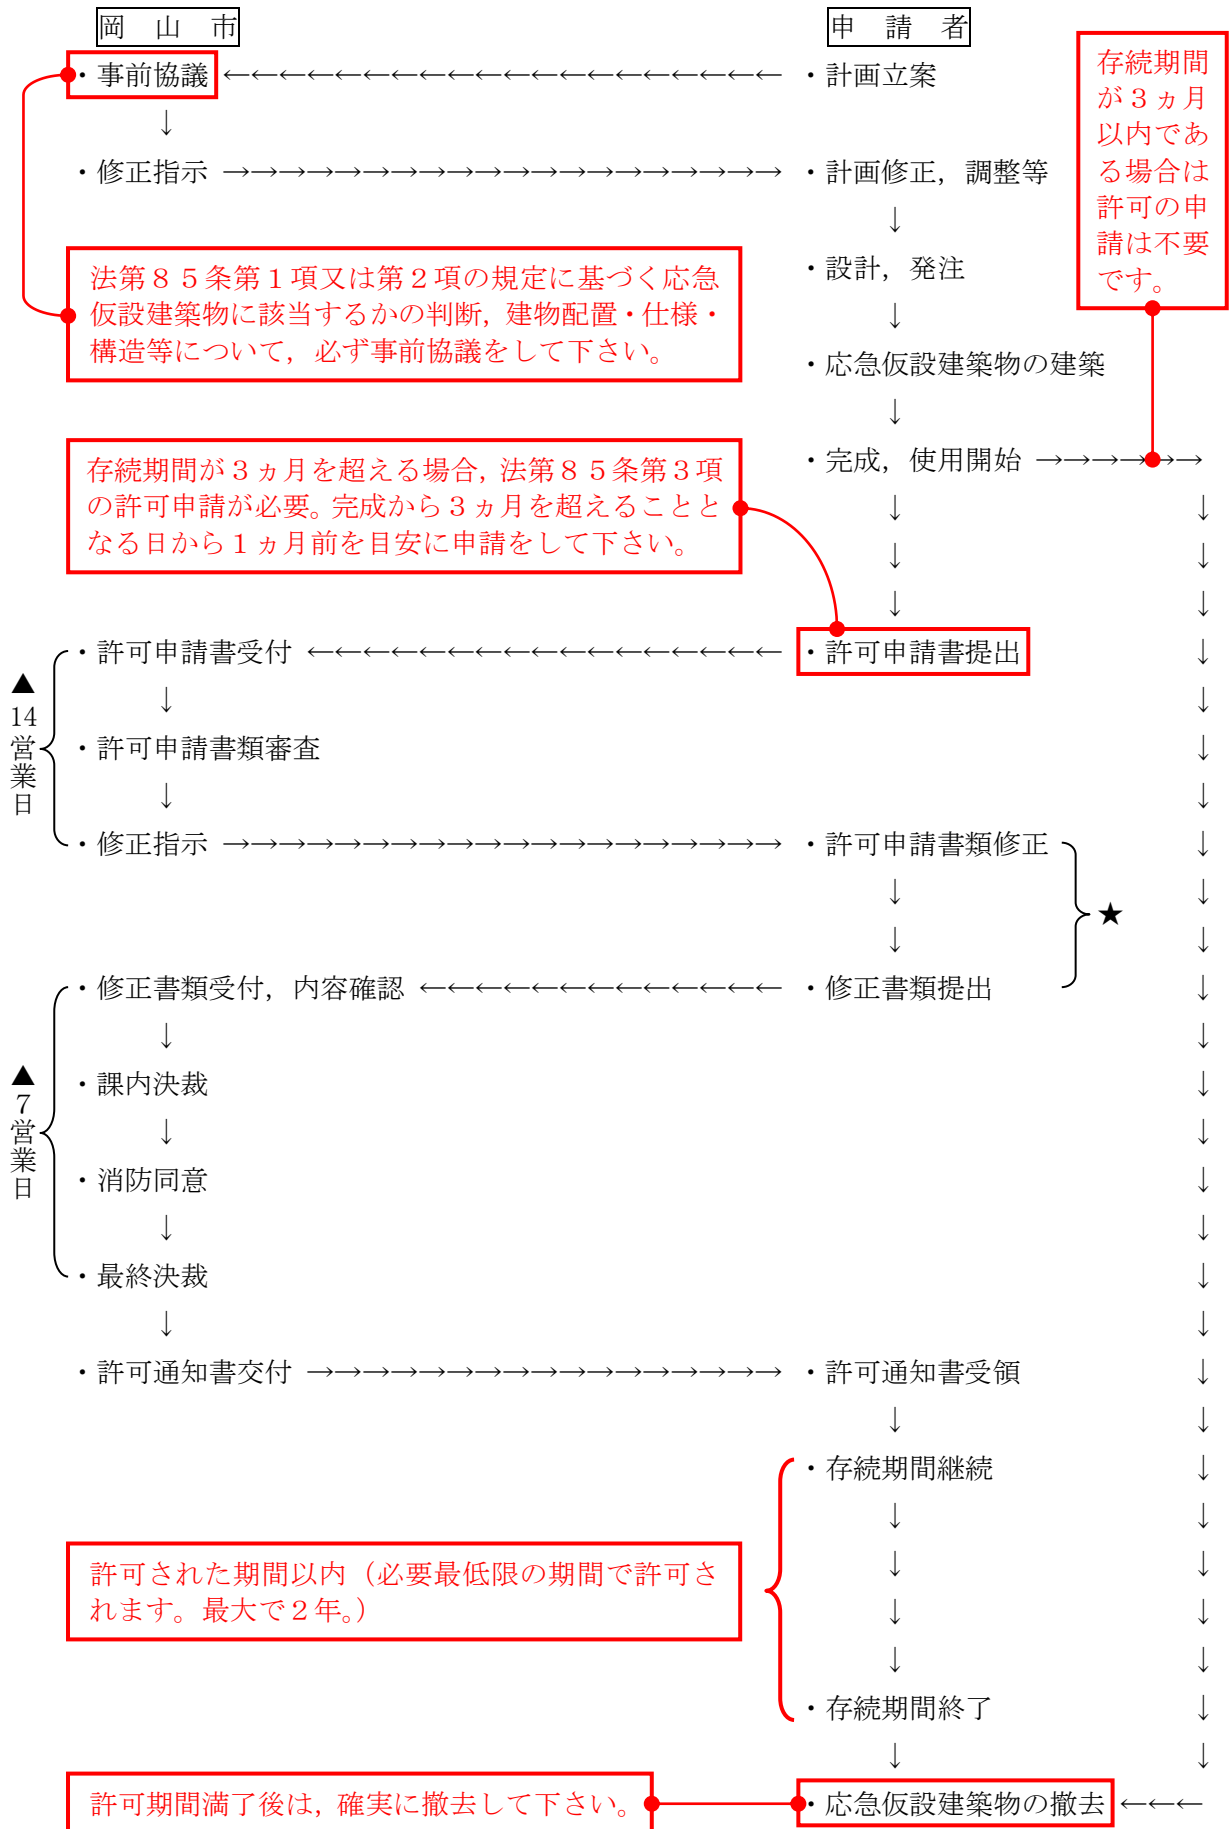 岡　山　市　申　請　者
・事前協議 ←←←←←←←←←←←←←←←←←←←← ・計画立案
↓
・修正指示 →→→→→→→→→→→→→→→→→→→→ ・計画修正，調整等
↓
・設計，発注
↓
・応急仮設建築物の建築
↓
・完成，使用開始 →→→→→→
存続期間
が３ヵ月
以内であ
る場合は
許可の申
請は不要
です。
法第８５条第１項又は第２項の規定に基づく応急
仮設建築物に該当するかの判断，建物配置・仕様・
構造等について，必ず事前協議をして下さい。
存続期間が３ヵ月を超える場合，法第８５条第３項
の許可申請が必要。完成から３ヵ月を超えることと
なる日から１ヵ月前を目安に申請をして下さい。
↓ ↓
↓ ↓
↓ ↓
・許可申請書受付 ←←←←←←←←←←←←←←←←← ・許可申請書提出 ↓
↓ ↓
・許可申請書類審査 ↓
↓ ↓
・修正指示 →→→→→→→→→→→→→→→→→→→→ ・許可申請書類修正 ↓
▲14営業日
↓ ↓
★
↓ ↓
・修正書類受付，内容確認 ←←←←←←←←←←←←← ・修正書類提出 ↓
↓ ↓
・課内決裁 ↓
↓ ↓
・消防同意 ↓
↓ ↓
・最終決裁 ↓
▲７営業日
↓ ↓
・許可通知書交付 →→→→→→→→→→→→→→→→→ ・許可通知書受領 ↓
↓ ↓
・存続期間継続 ↓
↓ ↓
許可された期間以内（必要最低限の期間で許可さ
れます。最大で２年。）
↓ ↓
↓ ↓
↓ ↓
・存続期間終了 ↓
↓ ↓
許可期間満了後は，確実に撤去して下さい。 ・応急仮設建築物の撤去 ←←←